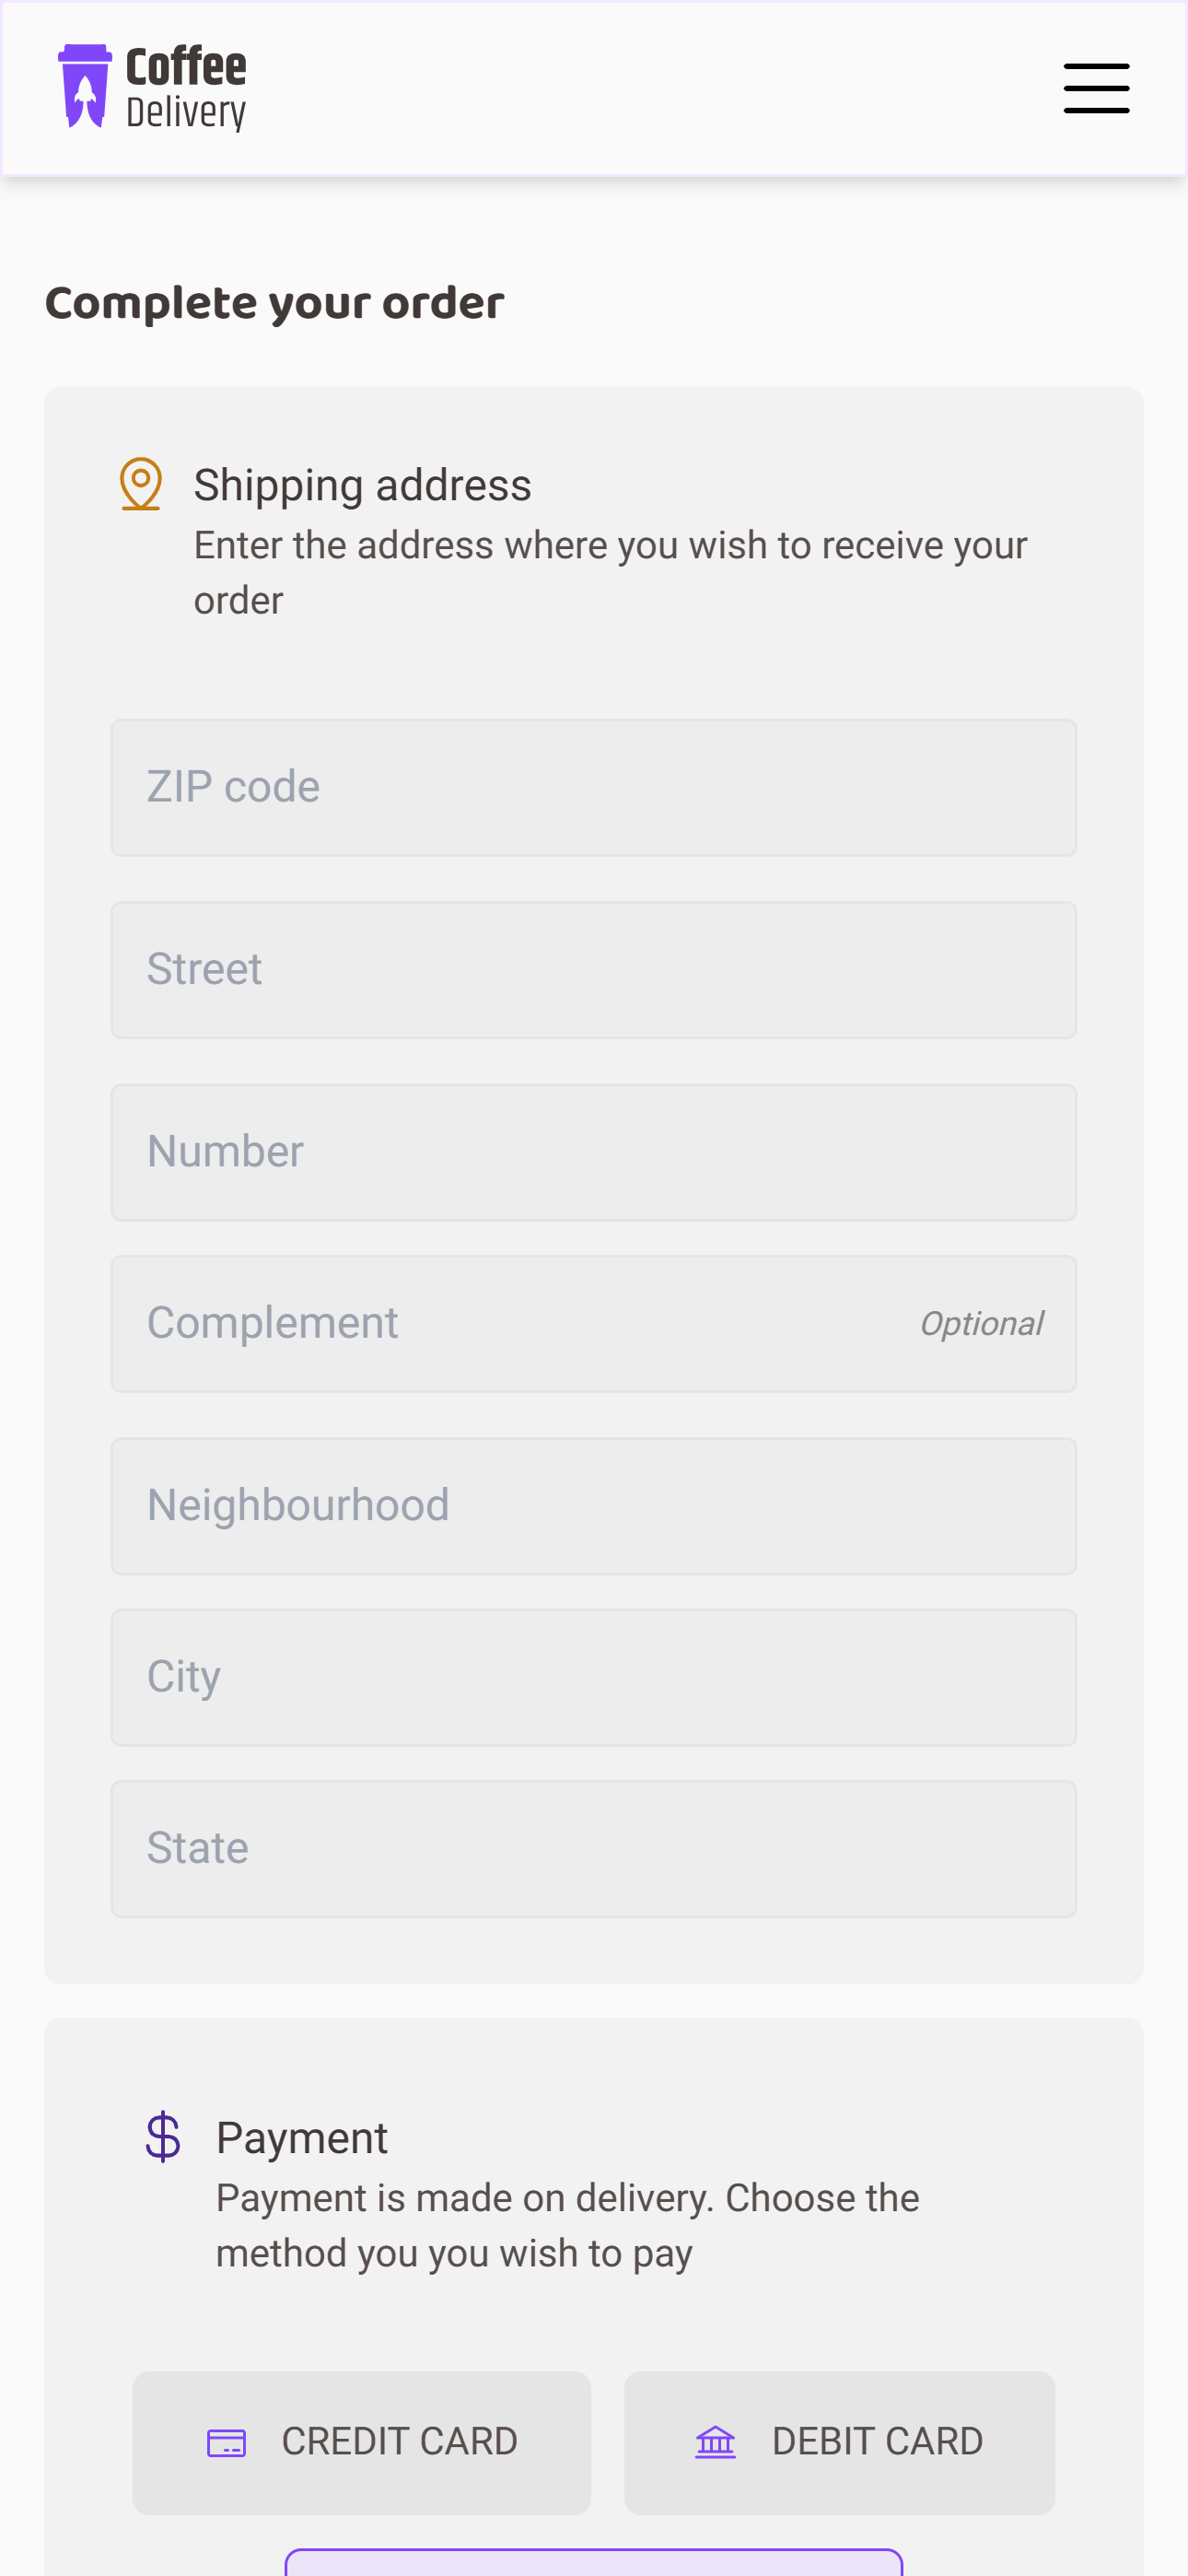 Coffee
Delivery
Complete your order
Shipping address
Enter the address where you wish to receive your
order
ZIP code
Street
Number
Complement
Optional
Neighbourhood
City
State
$ Payment
Payment is made on delivery. Choose the
method you you wish to pay
CREDIT CARD
DEBIT CARD